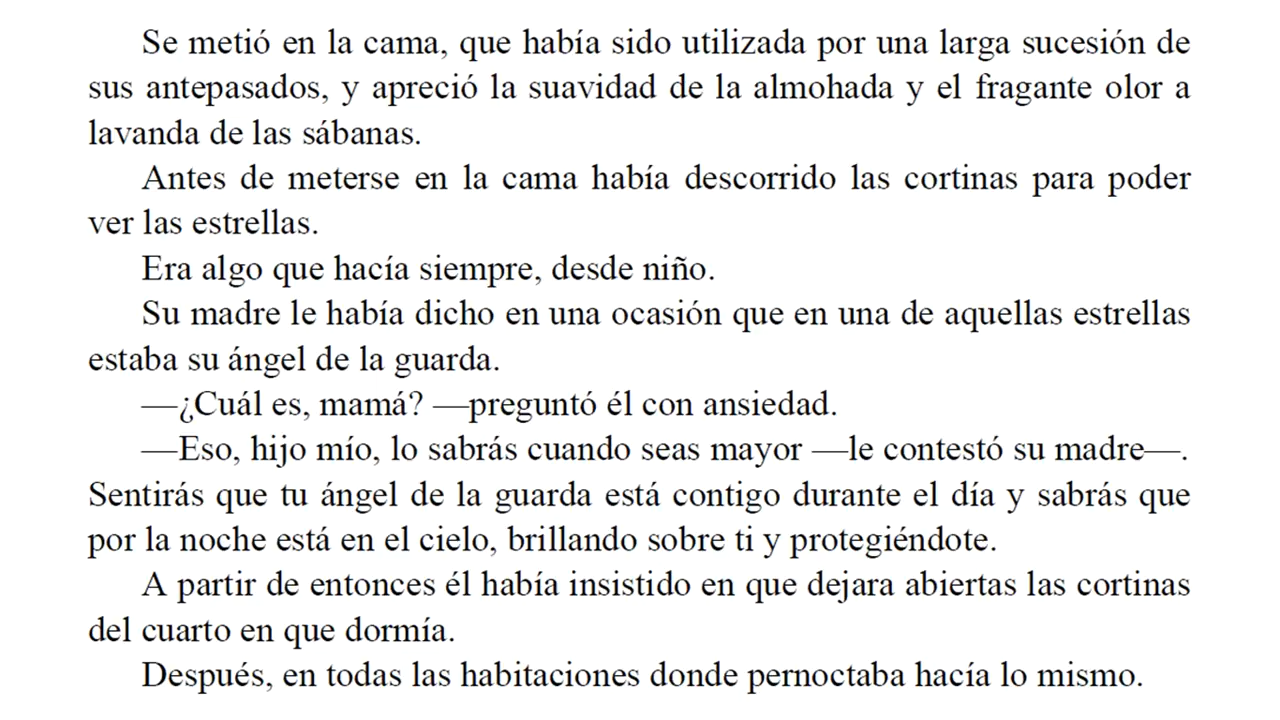 Se metió en la cama, que había sido utilizada por una larga sucesión de
sus antepasados, y apreció la suavidad de la almohada y el fragante olor a
lavanda de las sábanas.
Antes de meterse en la cama había descorrido las cortinas para poder
ver las estrellas.
Era algo que hacía siempre, desde niño.
Su madre le había dicho en una ocasión que en una de aquellas estrellas
estaba su ángel de la guarda.
—¿Cuál es, mamá? —preguntó él con ansiedad.
—Eso, hijo mío, lo sabrás cuando seas mayor —le contestó su madre—.
Sentirás que tu ángel de la guarda está contigo durante el día y sabrás que
por la noche está en el cielo, brillando sobre ti y protegiéndote.
A partir de entonces él había insistido en que dejara abiertas las cortinas
del cuarto en que dormía.
Después, en todas las habitaciones donde pernoctaba hacía lo mismo.